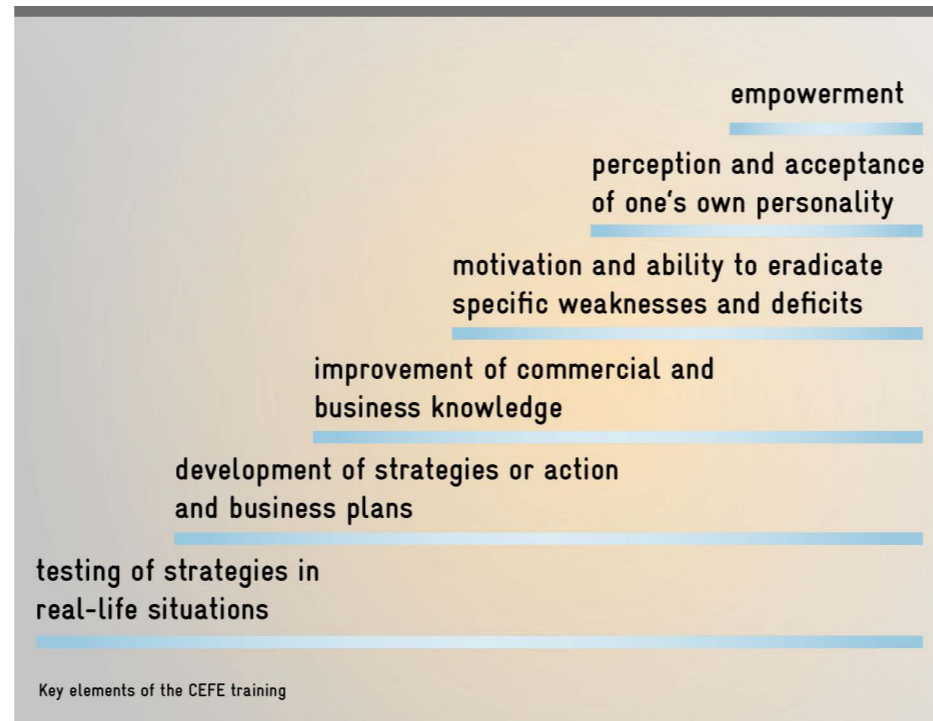 empowerment
perception and acceptance
of one's own personality
motivation and ability to eradicate
specific weaknesses and deficits
improvement of commercial and
business knowledge
development of strategies or action
and business plans
testing of strategies in
real-life situations
Key elements of the CEFE training